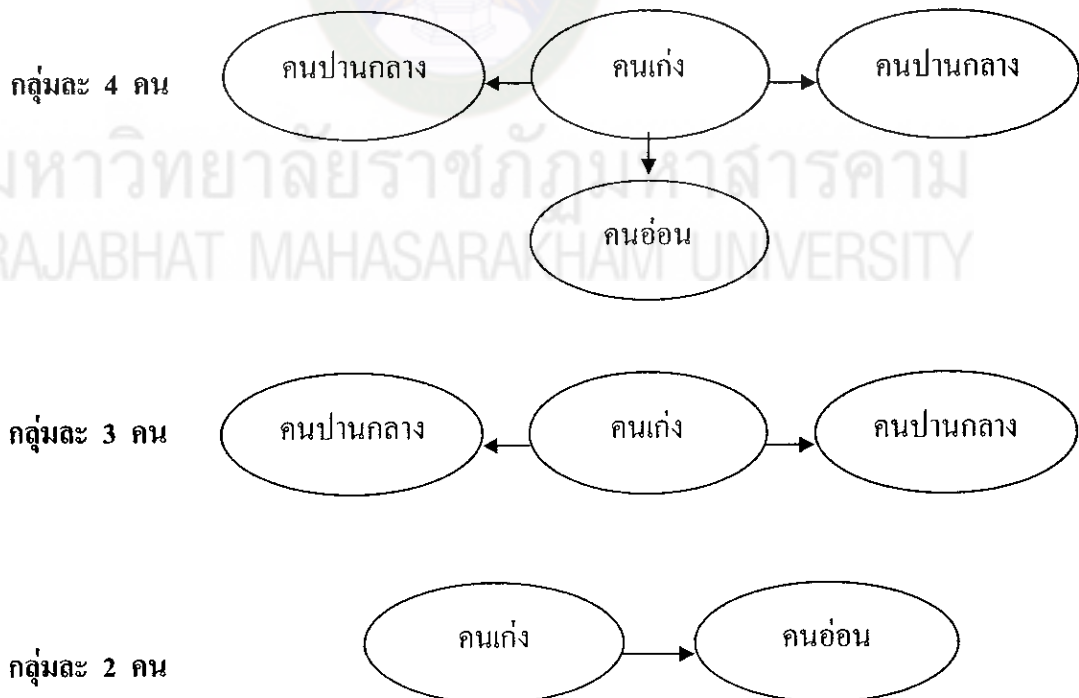 คนปานกลาง คนเก่ง คนปานกลาง
กลุ่มละ 4 คน
มหาวิทยาลัยราชภัฏมหาสารคาม
คนอ่อน
RAJABHAT MAHASARAKHAM UNIVERSITY
กลุ่มละ 3 คน คนปานกลาง คนเก่ง คนปานกลาง
คนเก่ง คนอ่อน
กลุ่มละ 2 คน